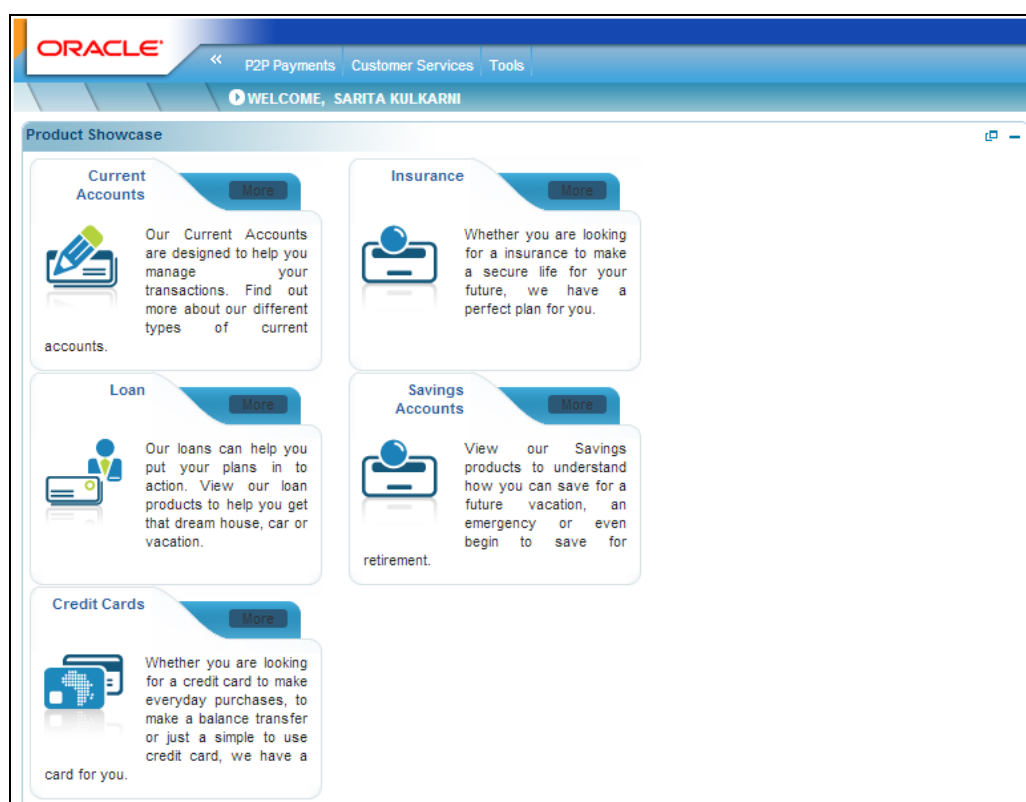 ORACLE
« P2P Payments Customer Services Tools
WELCOME, SARITA KULKARNI
Product Showcase
Current
Accounts
More
Our Current Accounts
are designed to help you
manage your
transactions. Find out
more about our different
types of current
accounts.
Insurance
More
Whether you are looking
for a insurance to make
a secure life for your
future, we have a
perfect plan for you.
Loan
More
Our loans can help you
put your plans in to
action. View our loan
products to help you get
that dream house, car or
vacation.
Savings
Accounts
More
View our Savings
products to understand
how you can save for a
future vacation, an
emergency or even
begin to save for
retirement.
Credit Cards
More
Whether you are looking
for a credit card to make
everyday purchases, to
make a balance transfer
or just a simple to use
credit card, we have a
card for you.